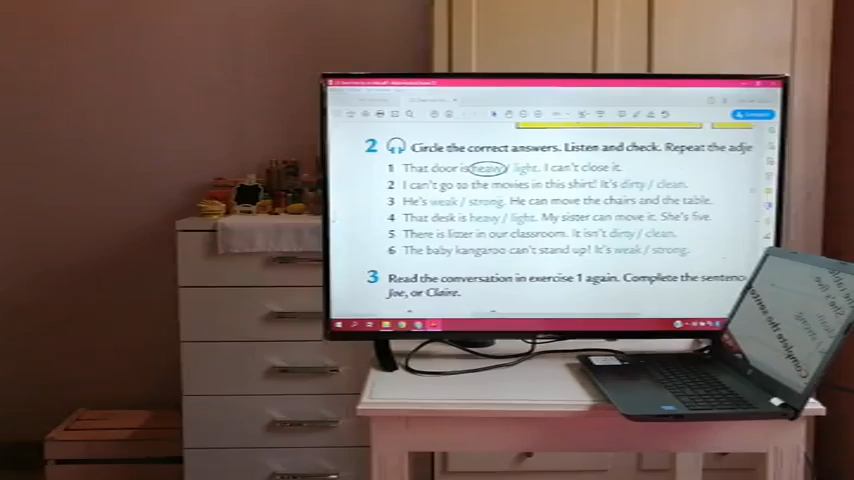 2 Circle the correct answers. Listen and check. Repeat the adje
1 That door is heavy / light. I can't close it.
2 I can't go to the movies in this shirt! It's dirty / clean.
3 He's weak / strong. He can move the chairs and the table.
4 That desk is heavy / light. My sister can move it. She's five.
5 There is litter in our classroom. It isn't dirty / clean.
6 The baby kangaroo can't stand up! It's weak / strong.
3 Read the conversation in exercise 1 again. Complete the sentenc
Joe, or Claire.